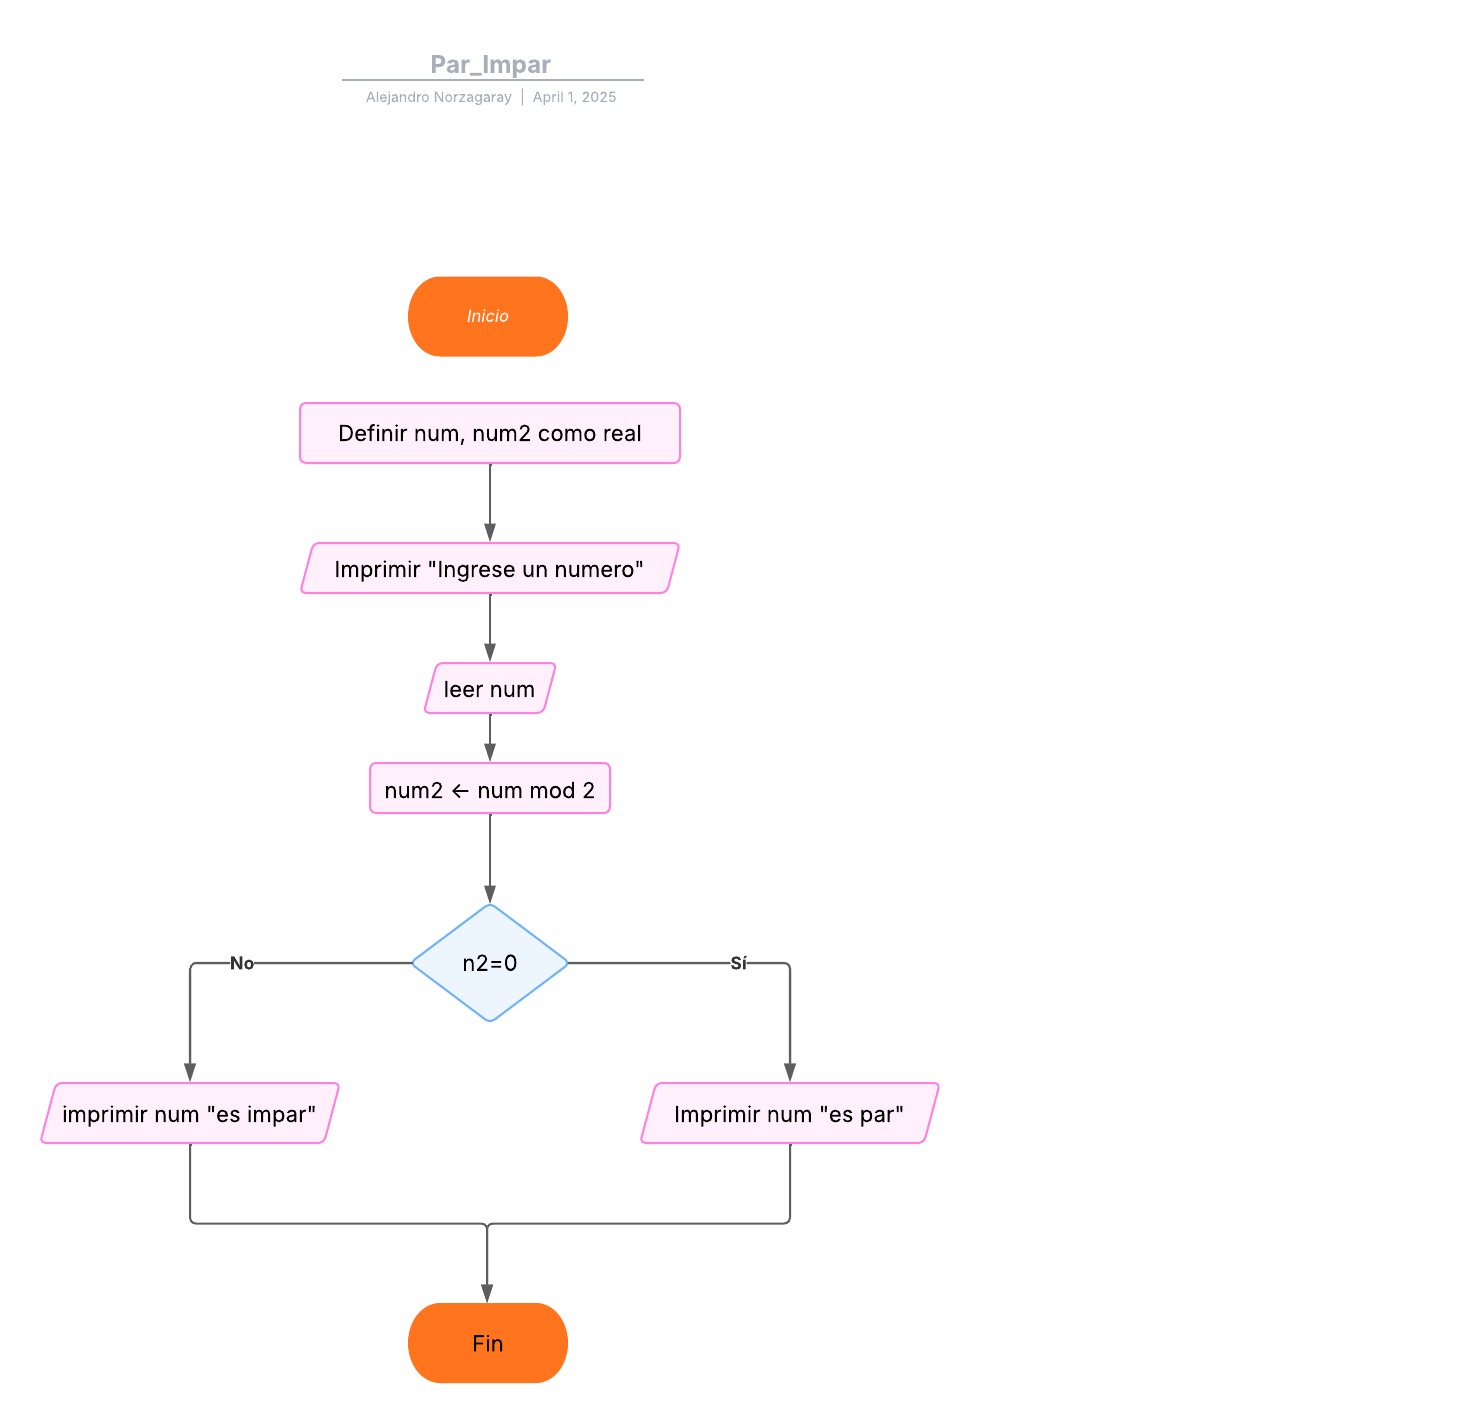 Par_Impar
Alejandro Norzagaray | April 1, 2025
Inicio
Definir num, num2 como real
Imprimir "Ingrese un numero"
leer num
num2 ← num mod 2
n2=0
No
Sí
imprimir num "es impar"
Imprimir num "es par"
Fin